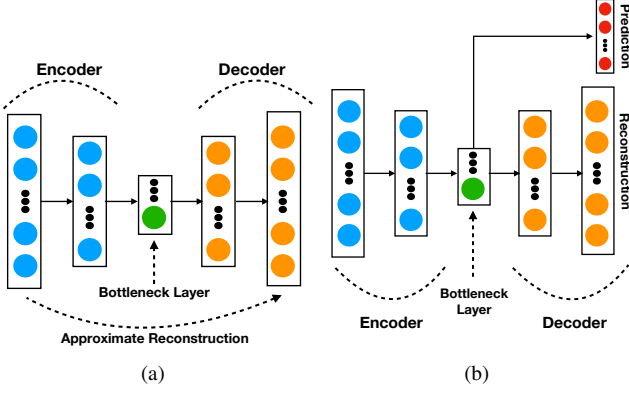 Encoder
Decoder
Bottleneck Layer
Approximate Reconstruction
(a)
Prediction
Reconstruction
Bottleneck
Layer
Encoder
Decoder
(b)